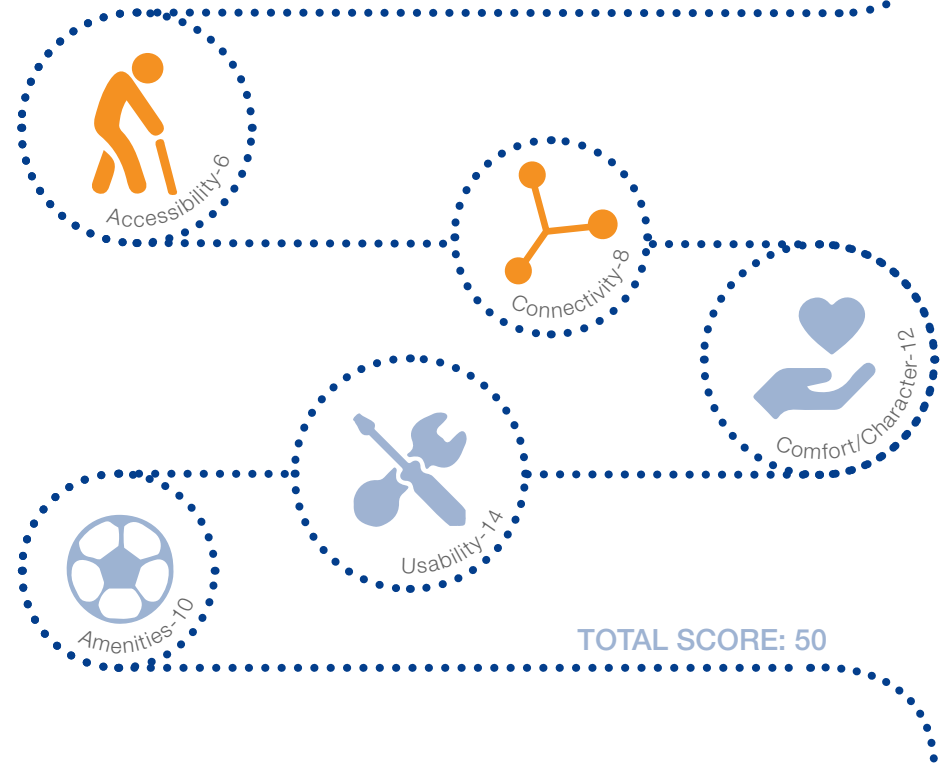 Accessibility-6
Connectivity-8
Comfort/Character-12
Usability-14
Amenities-10
TOTAL SCORE: 50